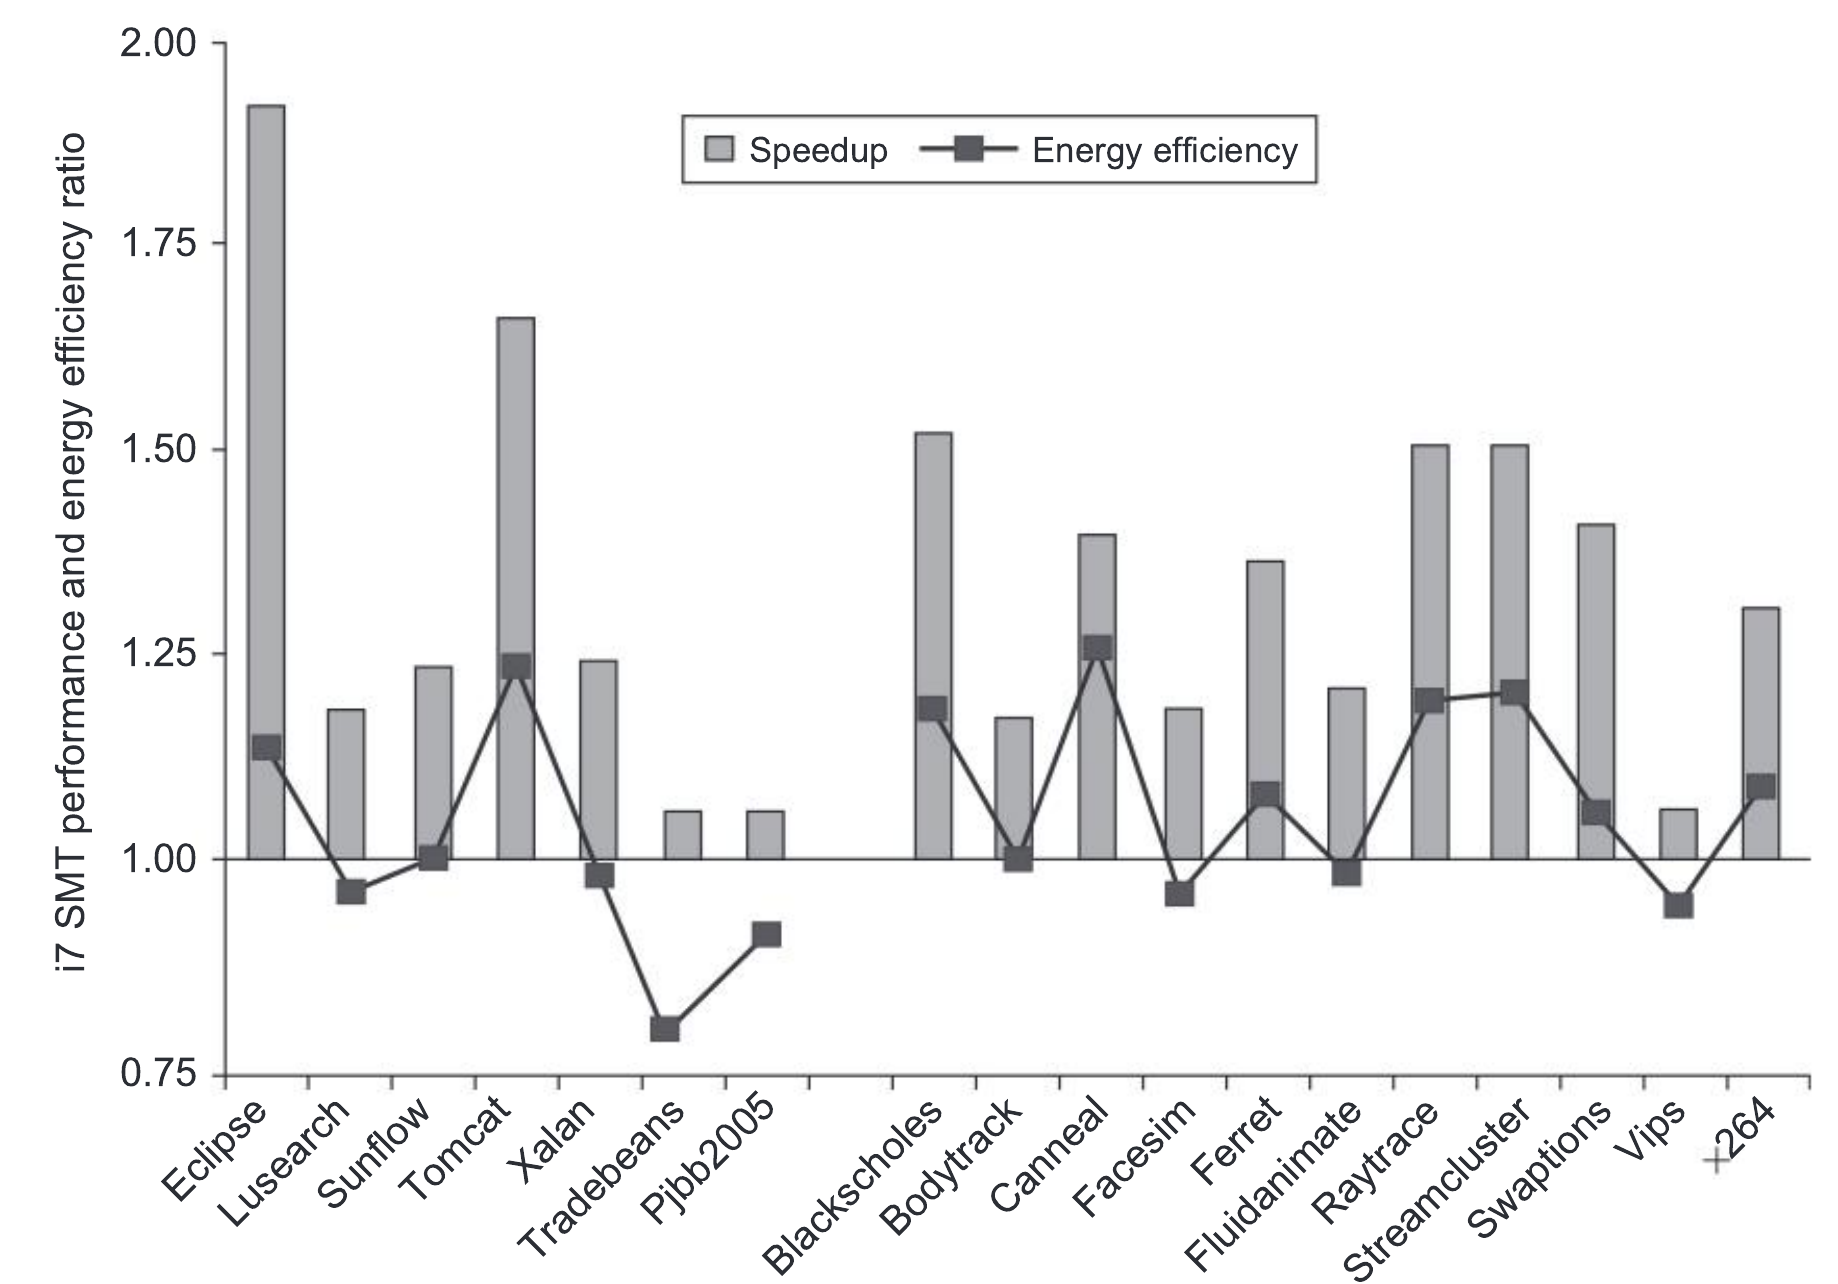 i7 SMT performance and energy efficiency ratio
2.00
1.75
1.50
1.25
1.00
0.75
Speedup
Energy efficiency
Eclipse
Lusearch
Sunflow
Tomcat
Xalan
Tradebeans
Pjbb2005
Blackscholes
Bodytrack
Canneal
Facesim
Ferret
Fluidanimate
Raytrace
Streamcluster
Swaptions
Vips
264